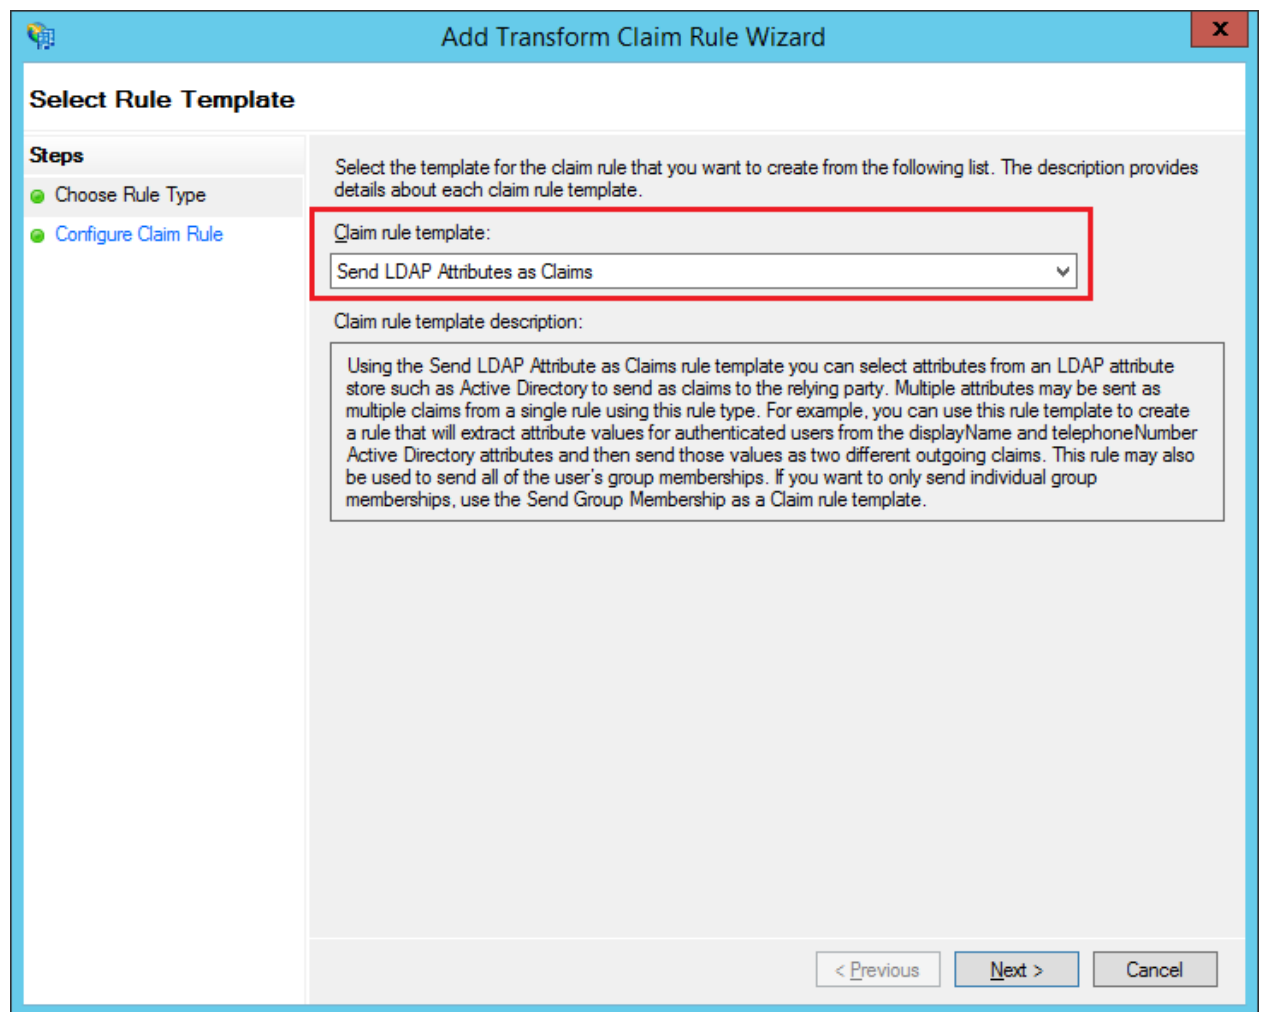 Add Transform Claim Rule Wizard
x
Select Rule Template
Steps
Choose Rule Type
Configure Claim Rule
Select the template for the claim rule that you want to create from the following list. The description provides
details about each claim rule template.
Claim rule template:
Send LDAP Attributes as Claims
Claim rule template description:
Using the Send LDAP Attribute as Claims rule template you can select attributes from an LDAP attribute
store such as Active Directory to send as claims to the relying party. Multiple attributes may be sent as
multiple claims from a single rule using this rule type. For example, you can use this rule template to create
a rule that will extract attribute values for authenticated users from the displayName and telephoneNumber
Active Directory attributes and then send those values as two different outgoing claims. This rule may also
be used to send all of the user's group memberships. If you want to only send individual group
memberships, use the Send Group Membership as a Claim rule template.
< Previous
Next >
Cancel